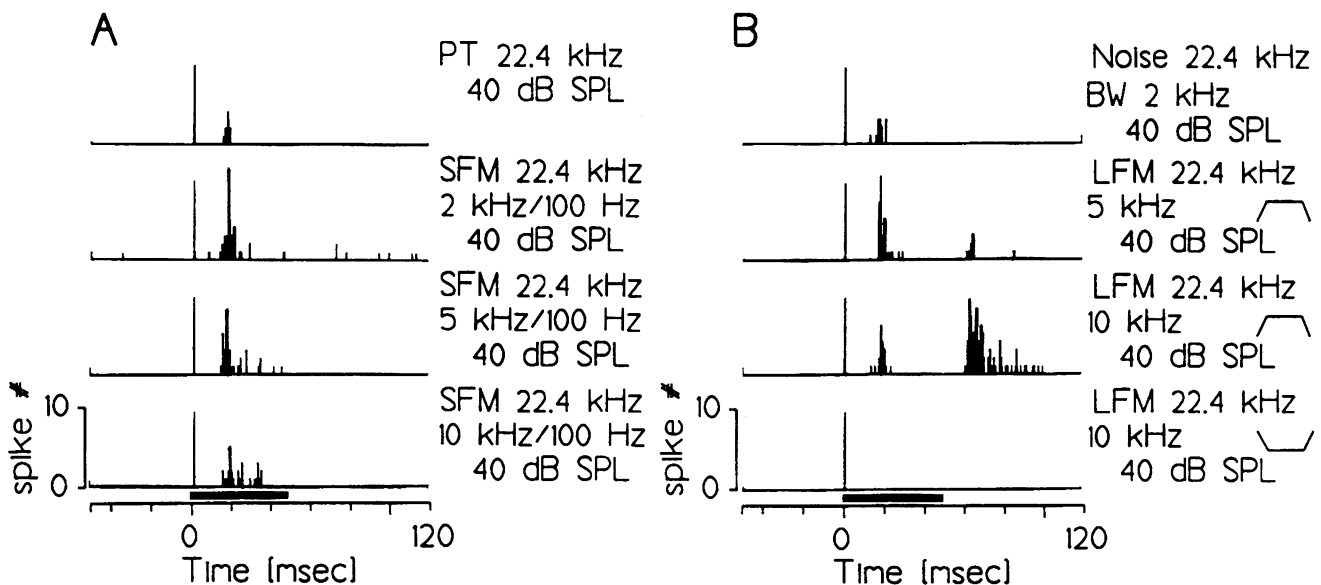 A
PT 22.4 kHz
40 dB SPL
SFM 22.4 kHz
2 kHz/100 Hz
40 dB SPL
SFM 22.4 kHz
5 kHz/100 Hz
40 dB SPL
SFM 22.4 kHz
10 kHz/100 Hz
40 dB SPL
spike #
10
0
0
120
Time [msec]
B
Noise 22.4 kHz
BW 2 kHz
40 dB SPL
LFM 22.4 kHz
5 kHz
40 dB SPL
LFM 22.4 kHz
10 kHz
40 dB SPL
LFM 22.4 kHz
10 kHz
40 dB SPL
spike #
10
0
0
120
Time [msec]